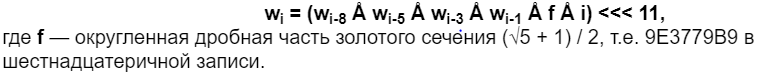 wi = (wi-8 Å wi-5 Å wi-3 Å wi-1 Å f Å i) <<< 11,
где f — округленная дробная часть золотого сечения (√5 + 1) / 2, т.е. 9E3779B9 в
шестнадцатеричной записи.